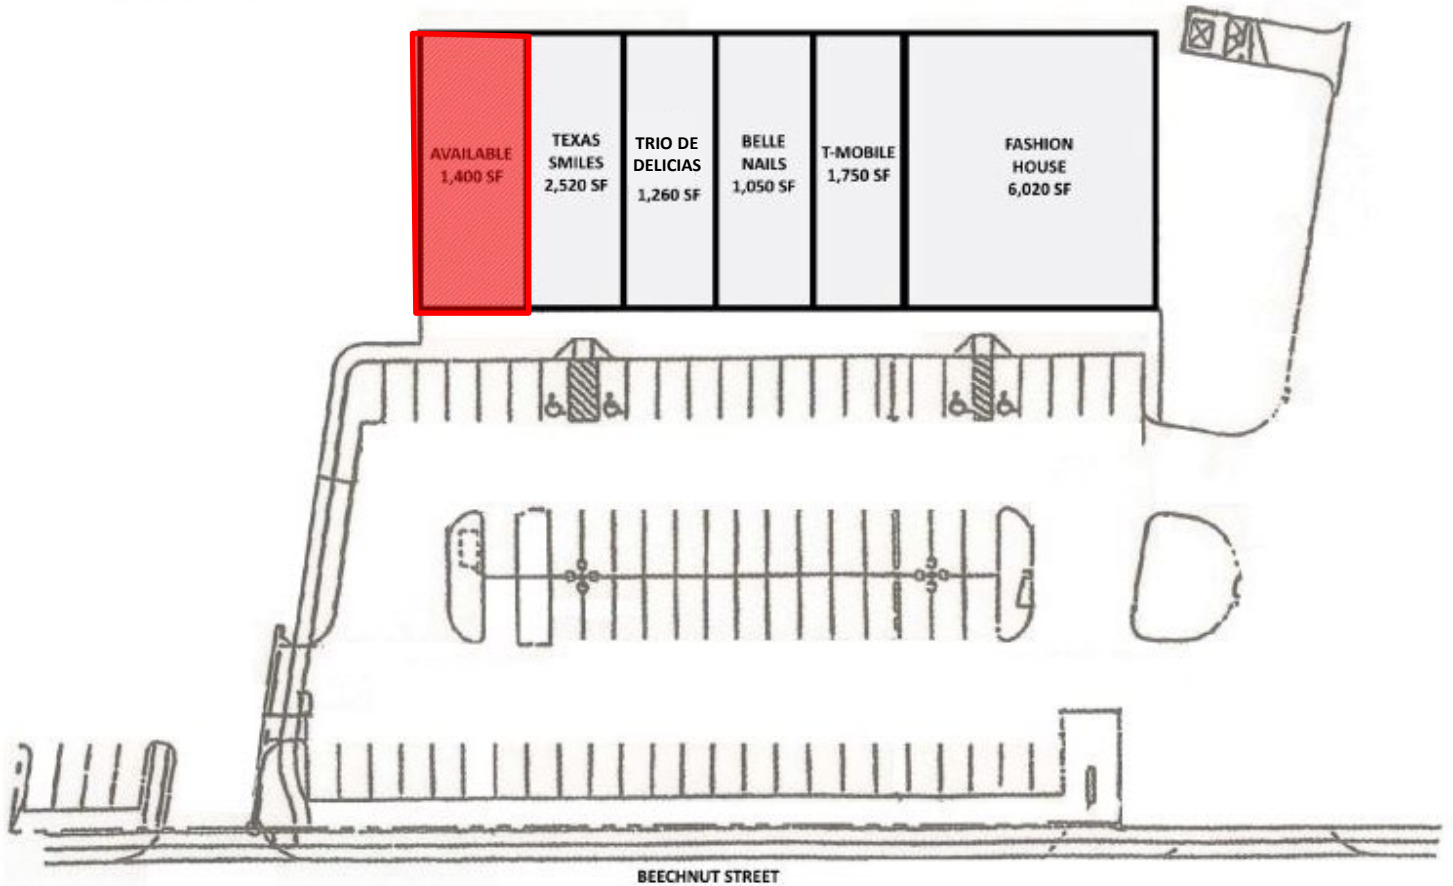 AVAILABLE
1,400 SF
TEXAS
SMILES
2,520 SF
TRIO DE
DELICIAS
1,260 SF
BELLE
NAILS
1,050 SF
T-MOBILE
1,750 SF
FASHION
HOUSE
6,020 SF
BEECHNUT STREET